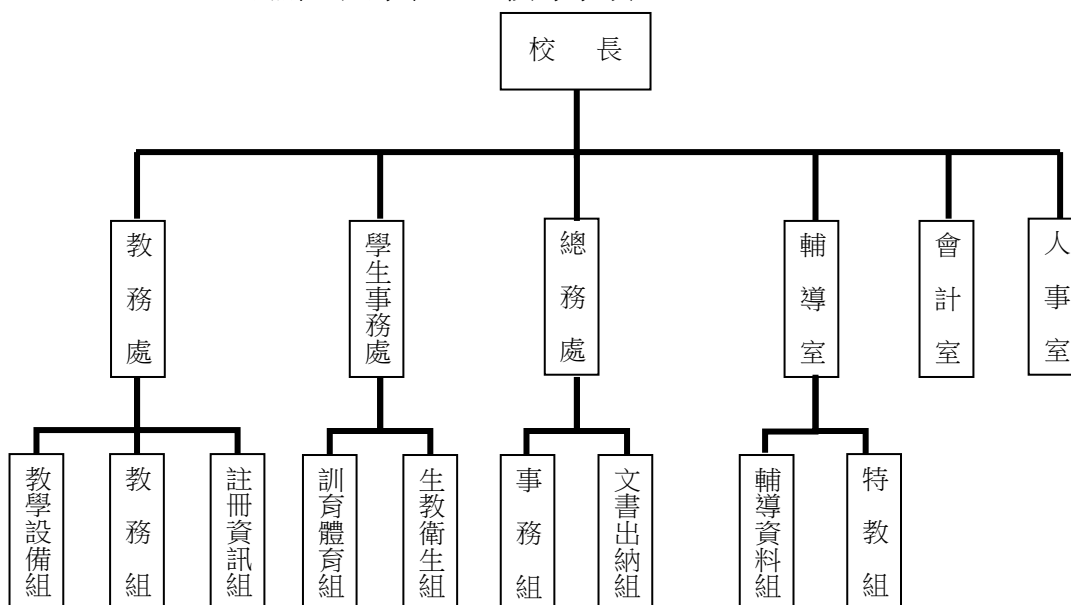 校 長
教務處
學生事務處
總務處
輔導室
會計室
人事室
教學設備組
教務組
註冊資訊組
訓育體育組
生教衛生組
事務組
文書出納組
輔導資料組
特教組